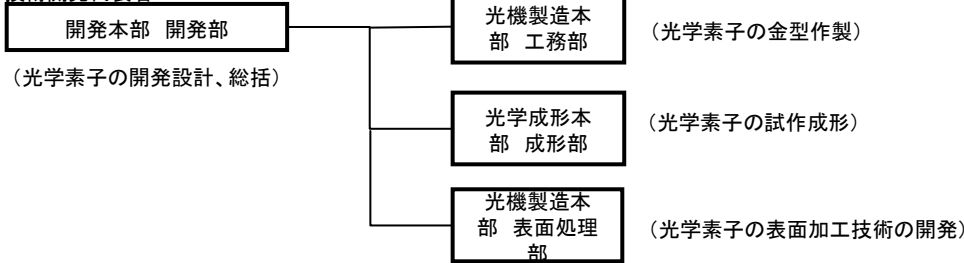 開発本部 開発部
(光学素子の開発設計、総括)
光機製造本
部 工務部
(光学素子の金型作製)
光学成形本
部 成形部
(光学素子の試作成形)
光機製造本
部 表面処理
部
(光学素子の表面加工技術の開発)